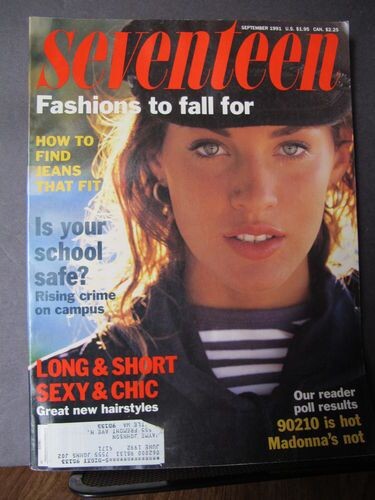 SEPTEMBER 1991 U.S. $1.95 CAN. $2.25
seventeen
Fashions to fall for
HOW TO
FIND
JEANS
THAT FIT
Is your
school
safe?
Rising crime
on campus
LONG & SHORT
SEXY & CHIC
Great new hairstyles
Our reader
poll results
90210 is hot
Madonna's not